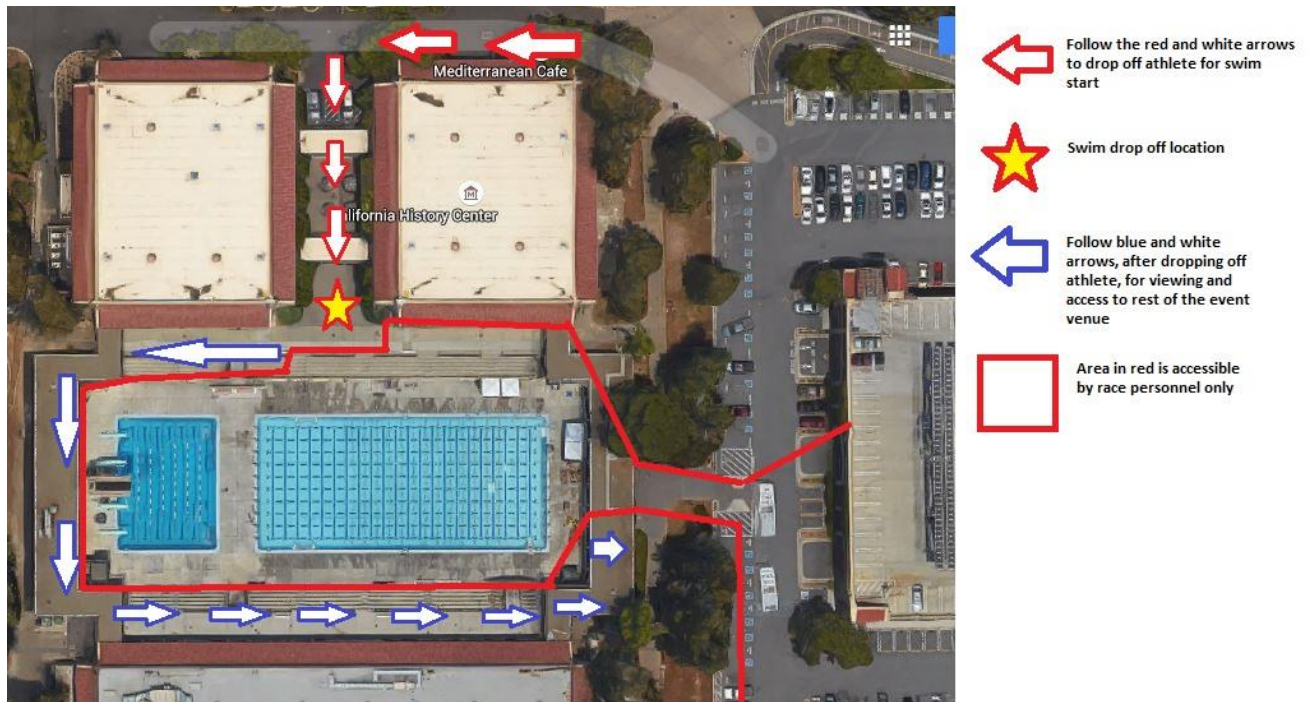 Mediterranean Cafe
lifornia History Center
Follow the red and white arrows
to drop off athlete for swim
start
Swim drop off location
Follow blue and white
arrows, after dropping off
athlete, for viewing and
access to rest of the event
venue
Area in red is accessible
by race personnel only